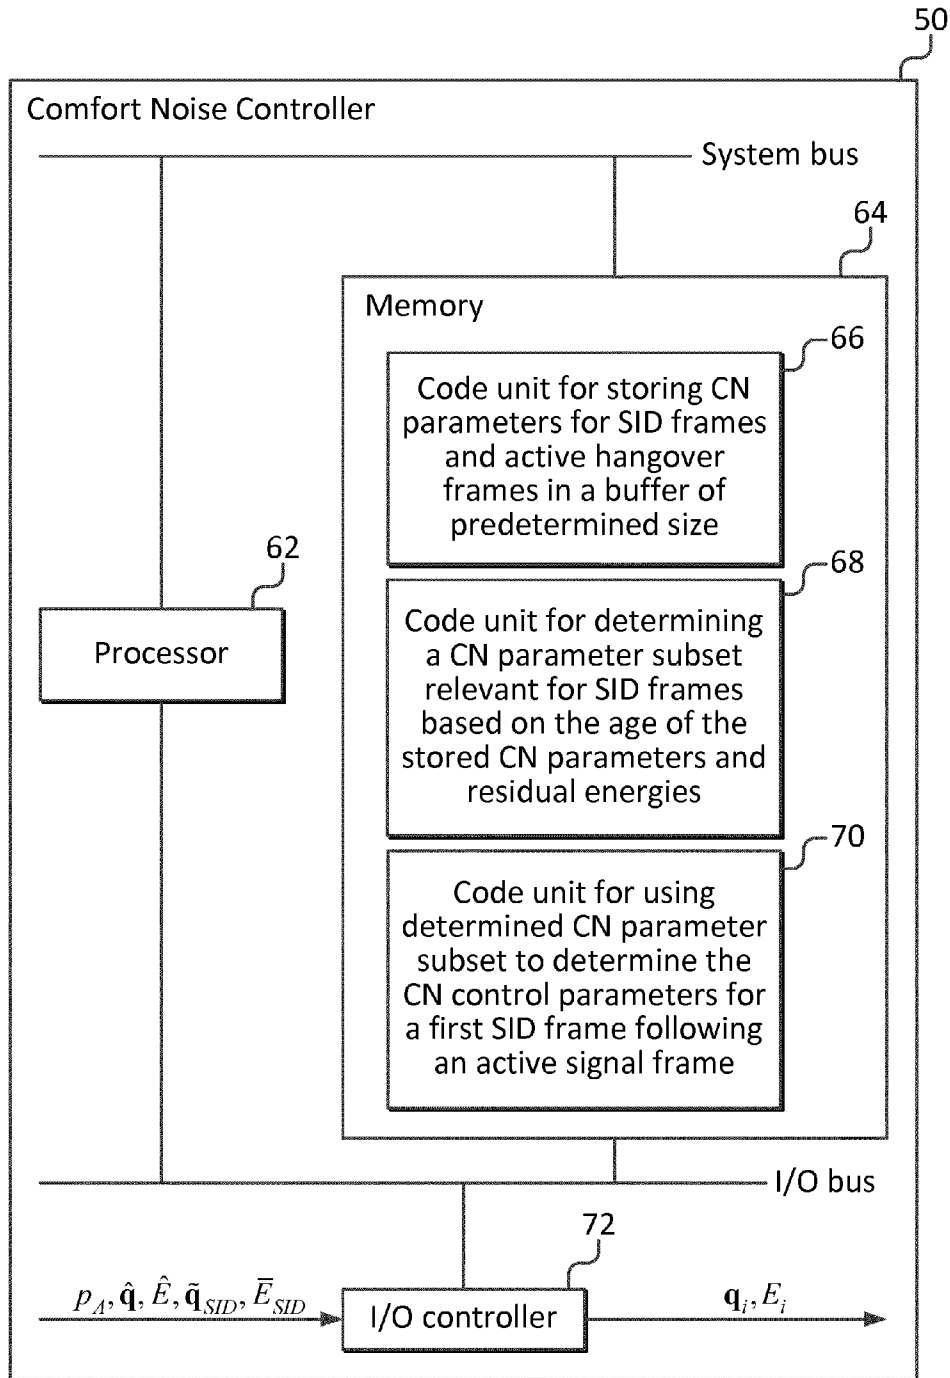 50
Comfort Noise Controller
System bus
64
Memory
66
Code unit for storing CN
parameters for SID frames
and active hangover
frames in a buffer of
predetermined size
62
Processor
68
Code unit for determining
a CN parameter subset
relevant for SID frames
based on the age of the
stored CN parameters and
residual energies
70
Code unit for using
determined CN parameter
subset to determine the
CN control parameters for
a first SID frame following
an active signal frame
I/O bus
72
p_A, q̂, Ê, q̃_SID, Ē_SID
I/O controller
q_i, E_i